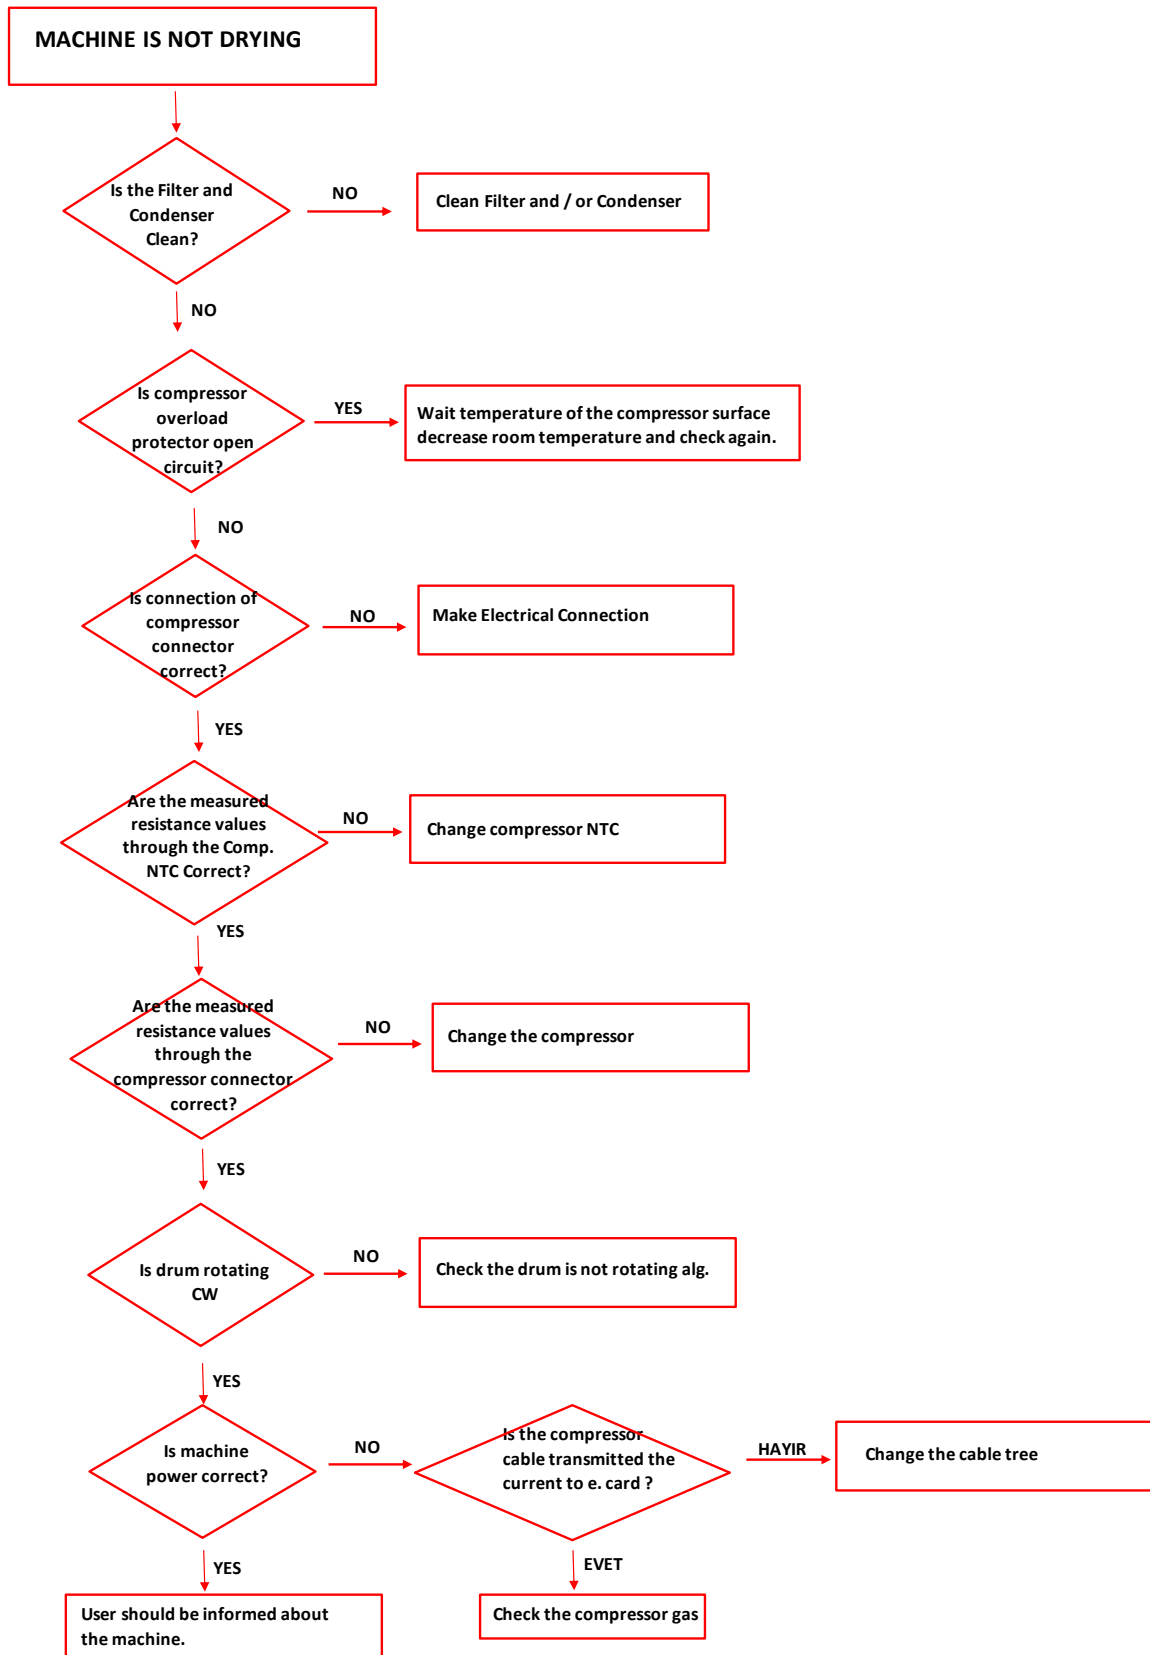 MACHINE IS NOT DRYING
Is the Filter and
Condenser
Clean?
NO
Clean Filter and / or Condenser
NO
Is compressor
overload
protector open
circuit?
YES
Wait temperature of the compressor surface
decrease room temperature and check again.
NO
Is connection of
compressor
connector
correct?
NO
Make Electrical Connection
YES
Are the measured
resistance values
through the Comp.
NTC Correct?
NO
Change compressor NTC
YES
Are the measured
resistance values
through the
compressor connector
correct?
NO
Change the compressor
YES
Is drum rotating
CW
NO
Check the drum is not rotating alg.
YES
Is machine
power correct?
NO
Is the compressor
cable transmitted the
current to e. card ?
HAYIR
Change the cable tree
YES
EVET
User should be informed about
the machine.
Check the compressor gas